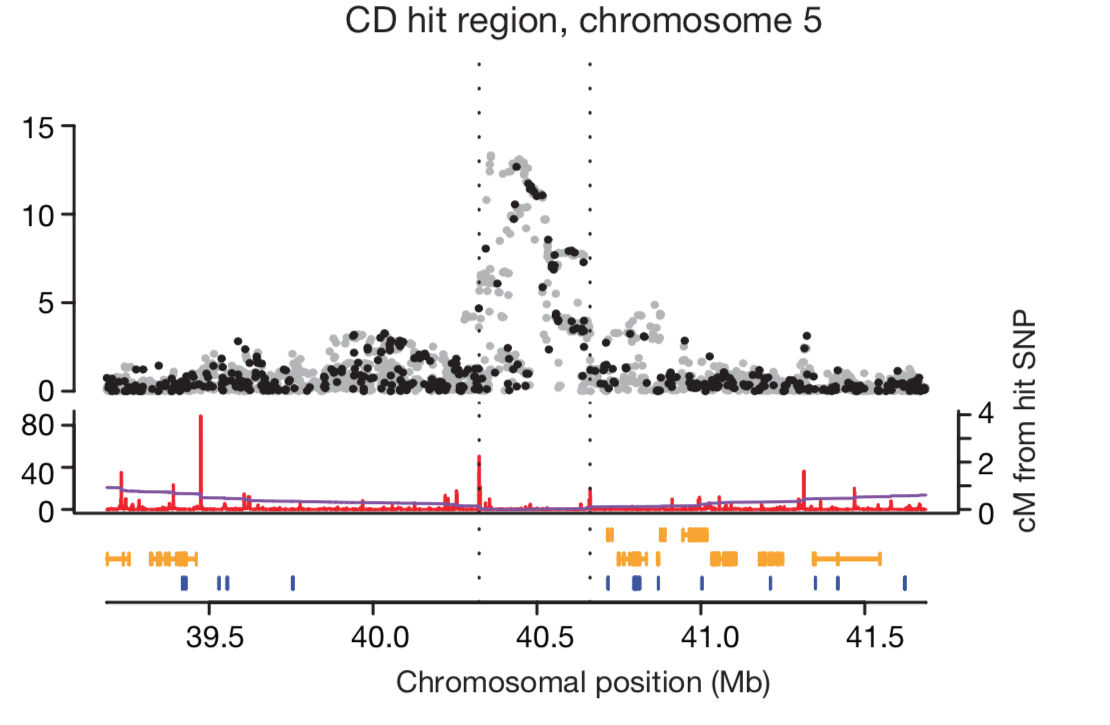 CD hit region, chromosome 5
15
10
5
0
80
40
0
4
2
0
cM from hit SNP
39.5 40.0 40.5 41.0 41.5
Chromosomal position (Mb)